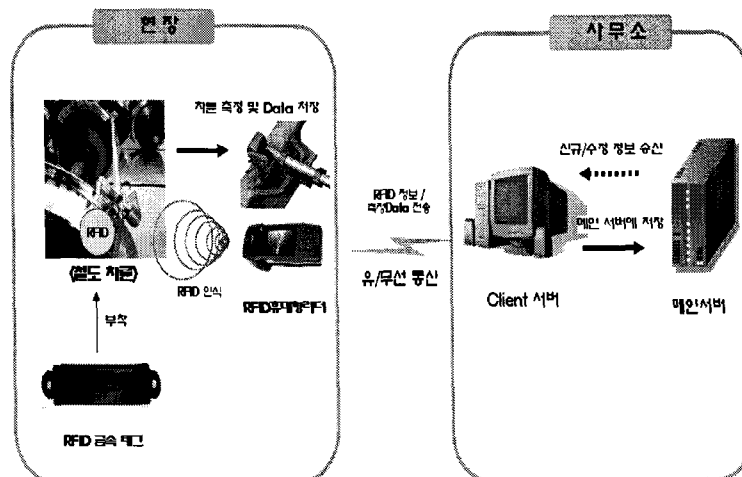 현장
차륜 측정 및 Data 저장
RFID
(철도 차륜)
RFID 인식
RFID휴대형리더
부착
RFID 금속 태그
RFID 정보 /
측정Data 전송
유/무선 통신
사무소
신규/수정 정보 송신
메인 서버에 저장
Client 서버
메인서버